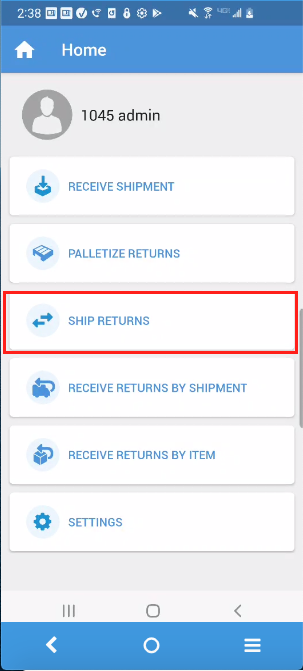 2:38
Home
1045 admin
RECEIVE SHIPMENT
PALLETIZE RETURNS
SHIP RETURNS
RECEIVE RETURNS BY SHIPMENT
RECEIVE RETURNS BY ITEM
SETTINGS